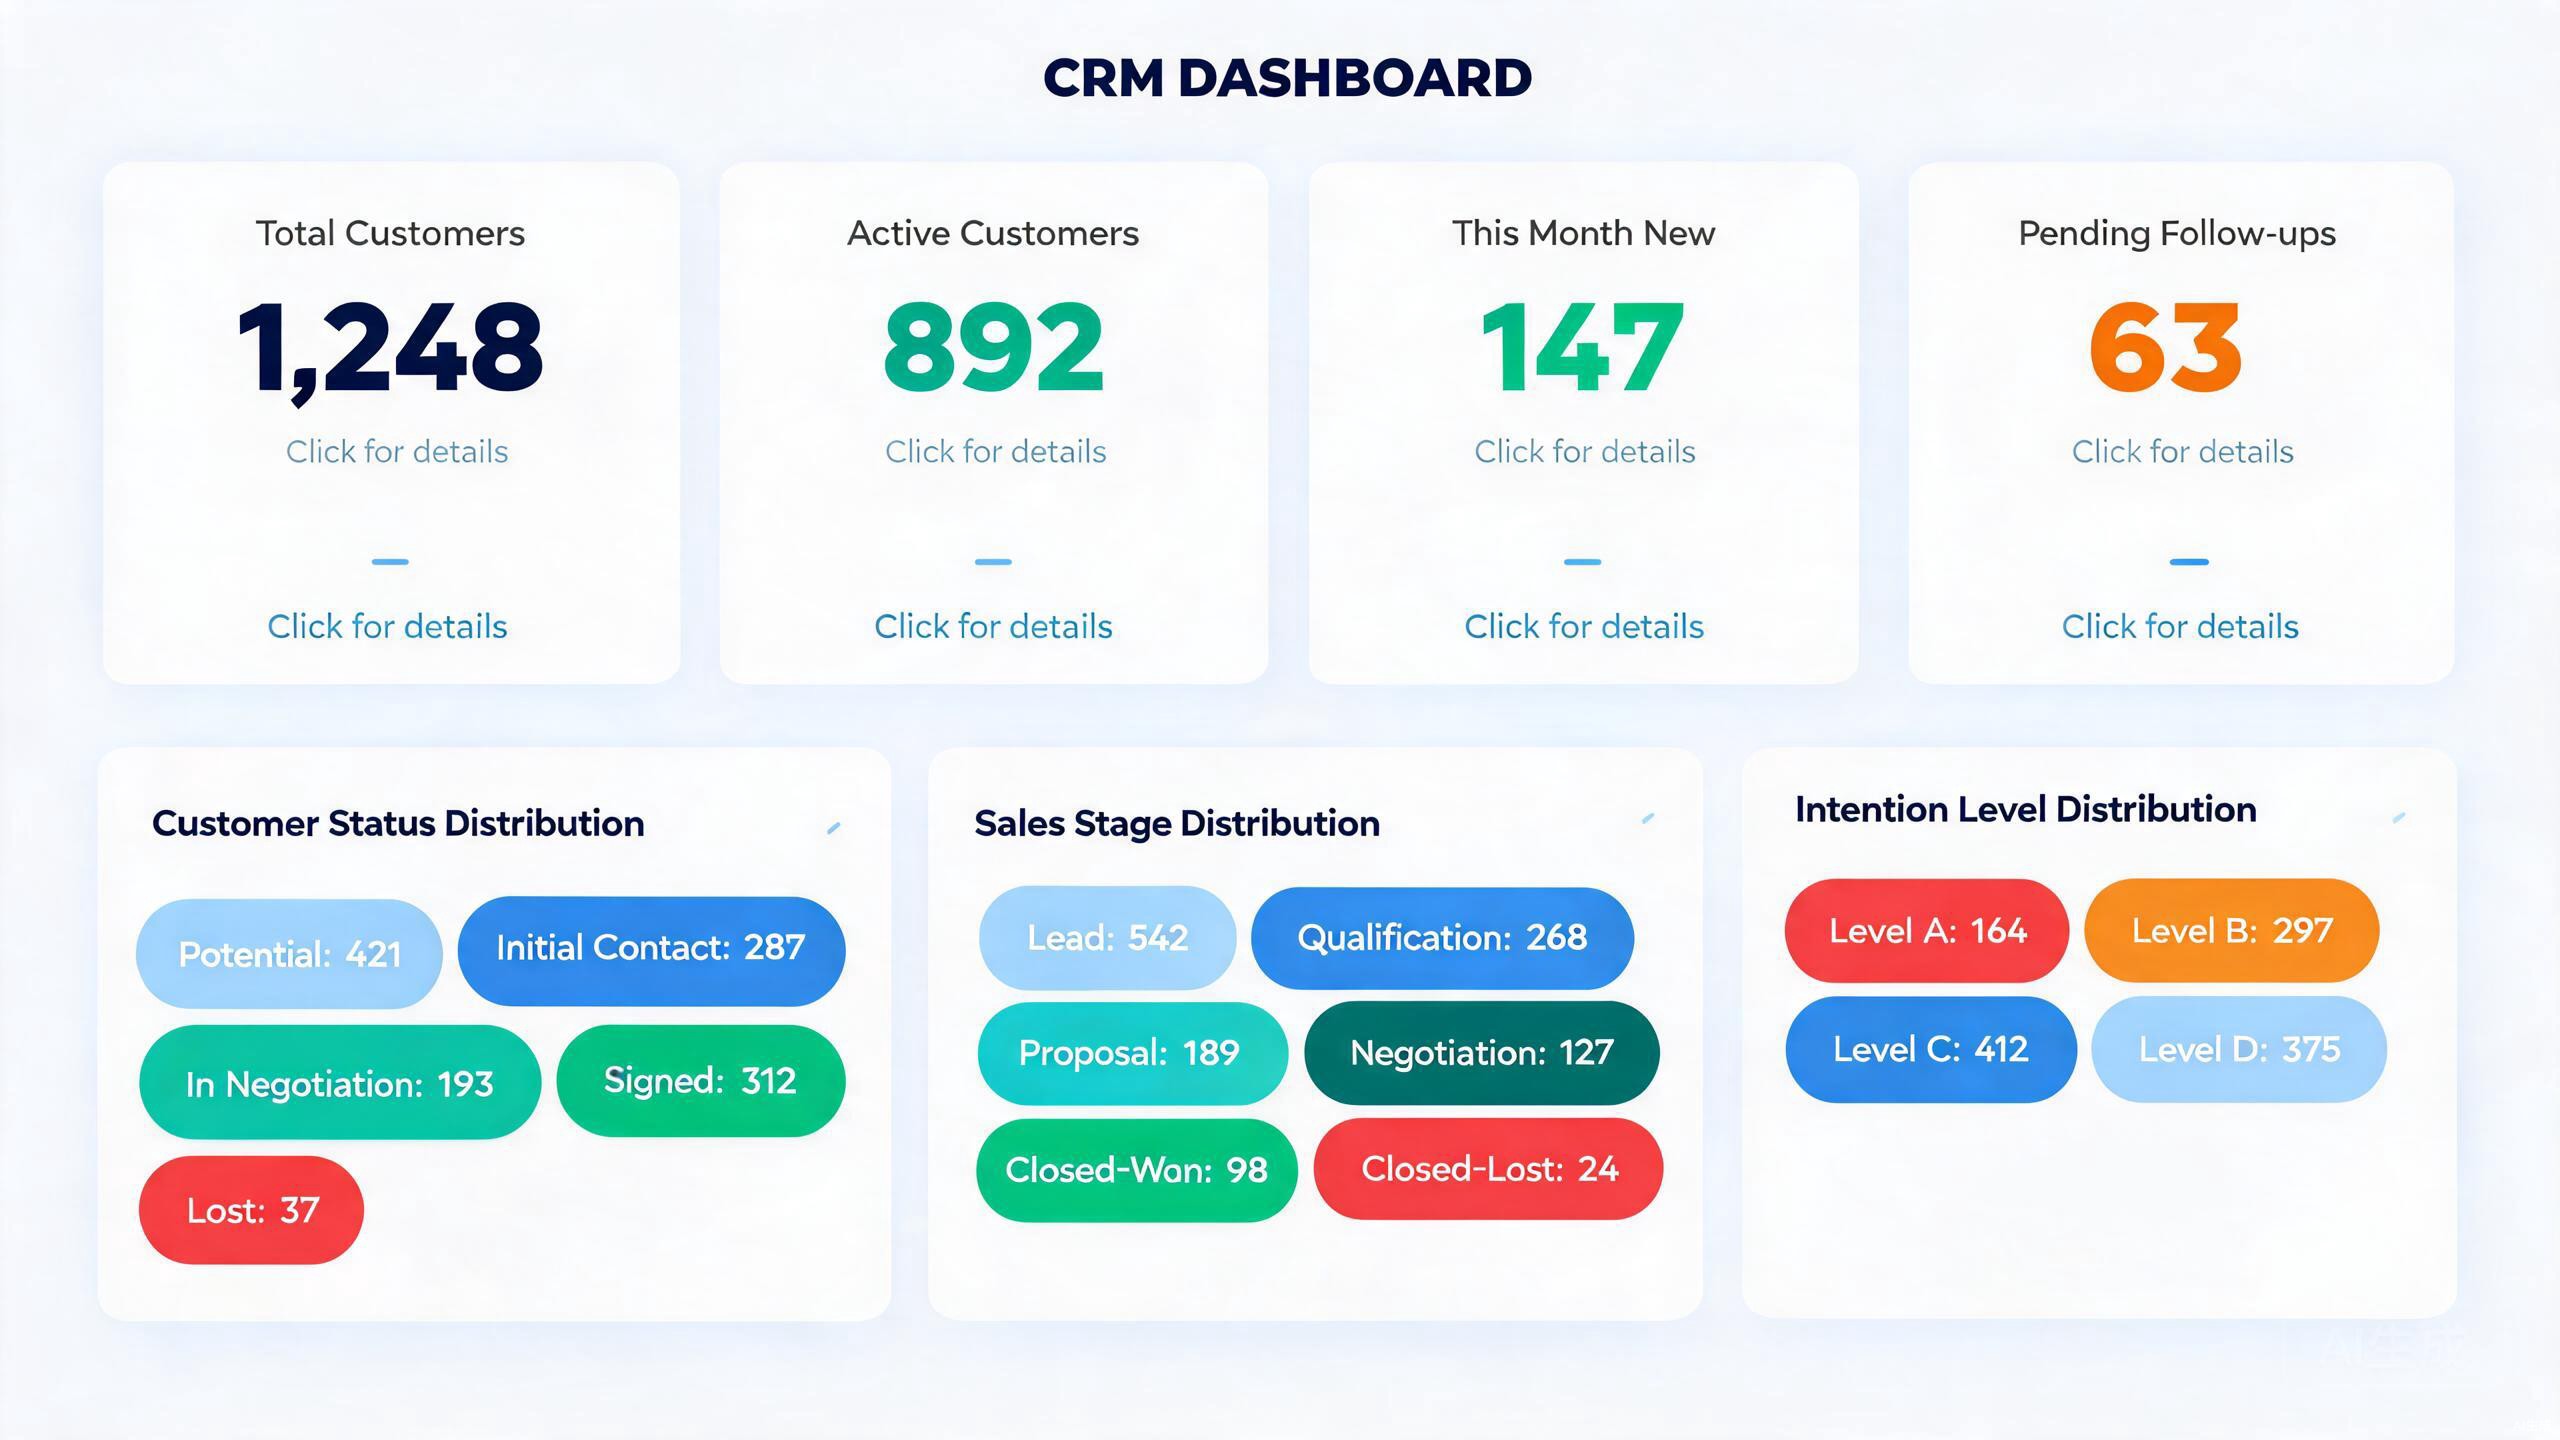 CRM DASHBOARD
Total Customers
1,248
Click for details
Click for details
Active Customers
892
Click for details
Click for details
This Month New
147
Click for details
Click for details
Pending Follow-ups
63
Click for details
Click for details
Customer Status Distribution
Potential: 421
Initial Contact: 287
In Negotiation: 193
Signed: 312
Lost: 37
Sales Stage Distribution
Lead: 542
Qualification: 268
Proposal: 189
Negotiation: 127
Closed-Won: 98
Closed-Lost: 24
Intention Level Distribution
Level A: 164
Level B: 297
Level C: 412
Level D: 375
AI生成